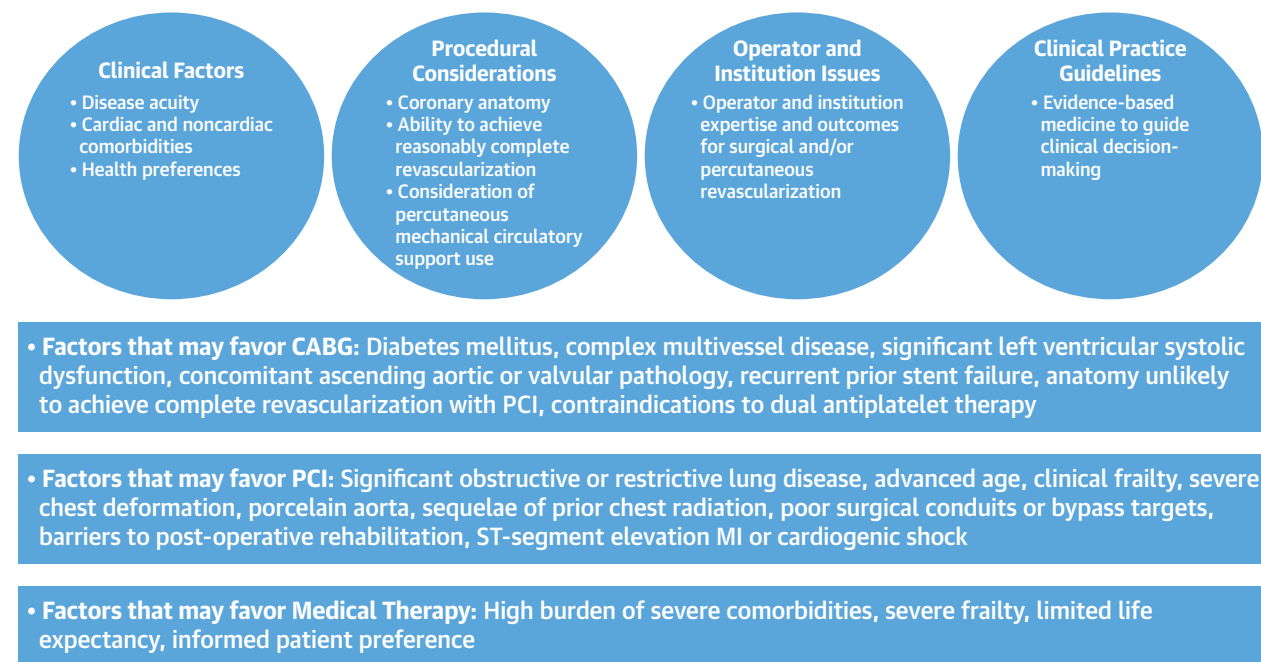 Clinical Factors
• Disease acuity
• Cardiac and noncardiac
comorbidities
• Health preferences
Procedural
Considerations
• Coronary anatomy
• Ability to achieve
reasonably complete
revascularization
• Consideration of
percutaneous
mechanical circulatory
support use
Operator and
Institution Issues
• Operator and institution
expertise and outcomes
for surgical and/or
percutaneous
revascularization
Clinical Practice
Guidelines
• Evidence-based
medicine to guide
clinical decision-
making
• Factors that may favor CABG: Diabetes mellitus, complex multivessel disease, significant left ventricular systolic
dysfunction, concomitant ascending aortic or valvular pathology, recurrent prior stent failure, anatomy unlikely
to achieve complete revascularization with PCI, contraindications to dual antiplatelet therapy
• Factors that may favor PCI: Significant obstructive or restrictive lung disease, advanced age, clinical frailty, severe
chest deformation, porcelain aorta, sequelae of prior chest radiation, poor surgical conduits or bypass targets,
barriers to post-operative rehabilitation, ST-segment elevation MI or cardiogenic shock
• Factors that may favor Medical Therapy: High burden of severe comorbidities, severe frailty, limited life
expectancy, informed patient preference